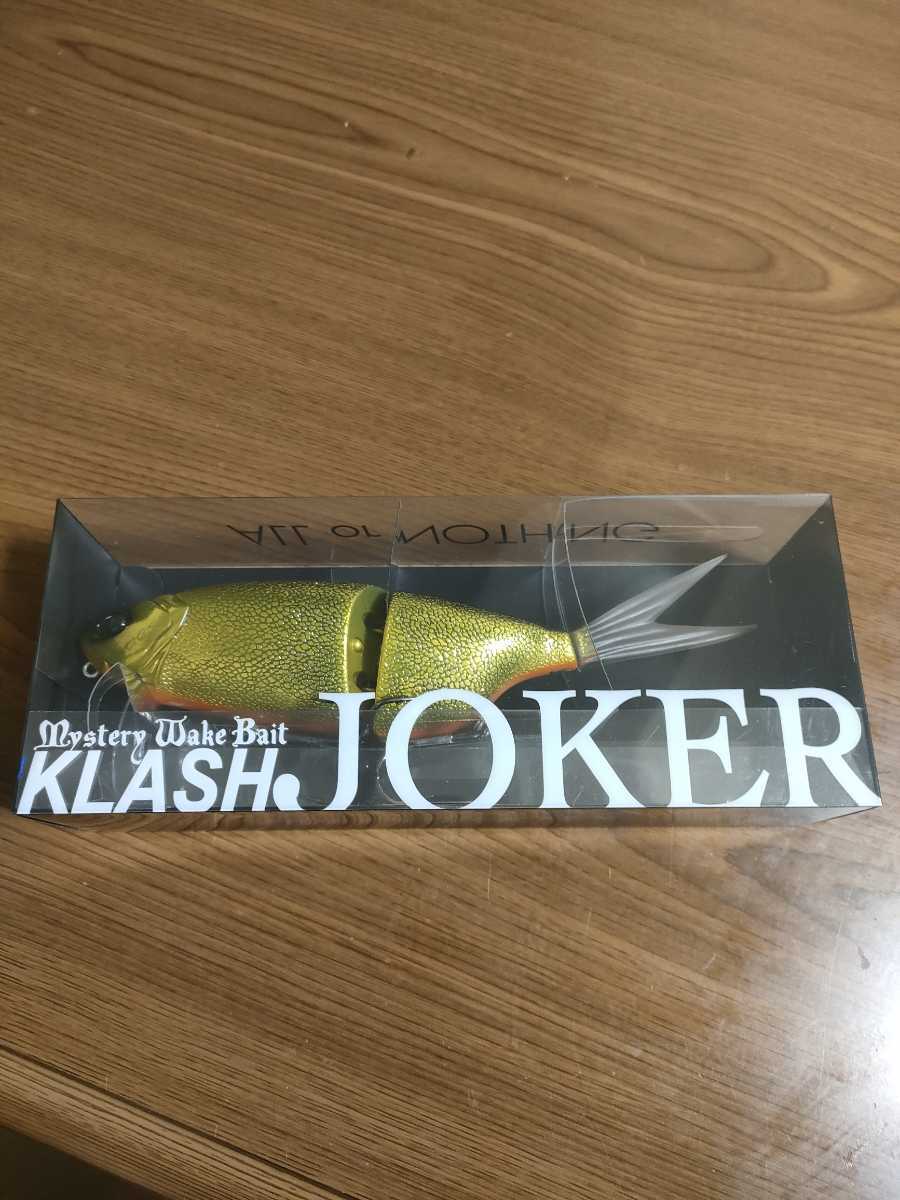 ALL or NOTHING
Mystery Wake Bait
KLASH JOKER